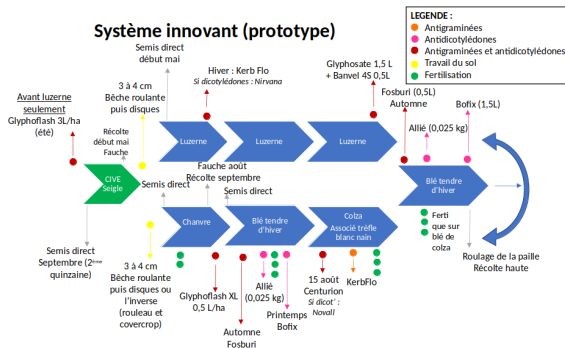 Système innovant (prototype)
LEGENDE :
Antigraminées
Antidicotylédones
Antigraminées et antidicotylédones
Travail du sol
Fertilisation
Semis direct
début mai
Hiver : Kerb Flo
Si dicotylédones : Nirvana
Glyphosate 1,5 L
+ Banvel 4S 0,5L
Fosburi (0,5L)
Automne
Bofix (1,5L)
Allié (0,025 kg)
Avant luzerne
seulement
Glyphoflash 3L/ha
(été)
3 à 4 cm
Bêche roulante
puis disques
Récolte
début mai
Fauche
Luzerne
Luzerne
Luzerne
CIVE
Seigle
Blé tendre
d'hiver
Semis direct
Fauche août
Récolte septembre
Semis direct
Chanvre
Blé tendre
d'hiver
Colza
Associé trèfle
blanc nain
Ferti
que sur
blé de
colza
Semis direct
Septembre (2ième
quinzaine)
3 à 4 cm
Bêche roulante
puis disques ou
l'inverse
(rouleau et
covercrop)
Glyphoflash XL
0,5 L/ha
Automne
Fosburi
Allié
(0,025 kg)
Printemps
Bofix
15 août
Centurion
Si dicot' :
Novall
KerbFlo
Roulage de la paille
Récolte haute